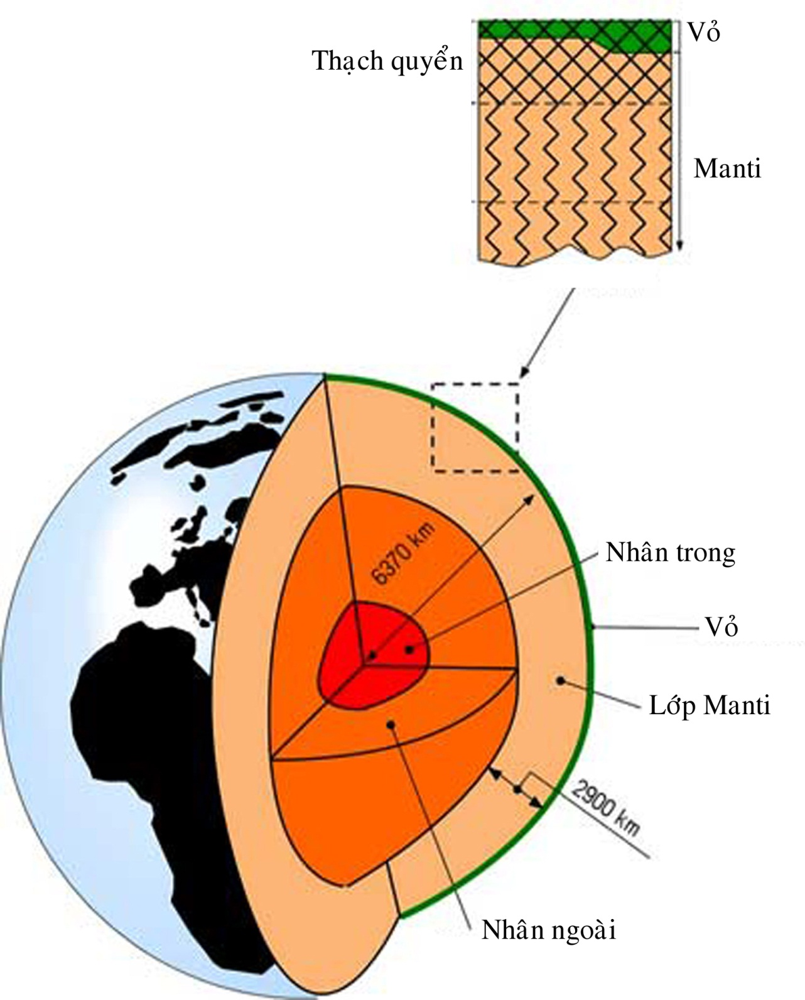 Vỏ
Thạch quyển
Manti
6370 km
Nhân trong
Vỏ
Lớp Manti
2900 km
Nhân ngoài